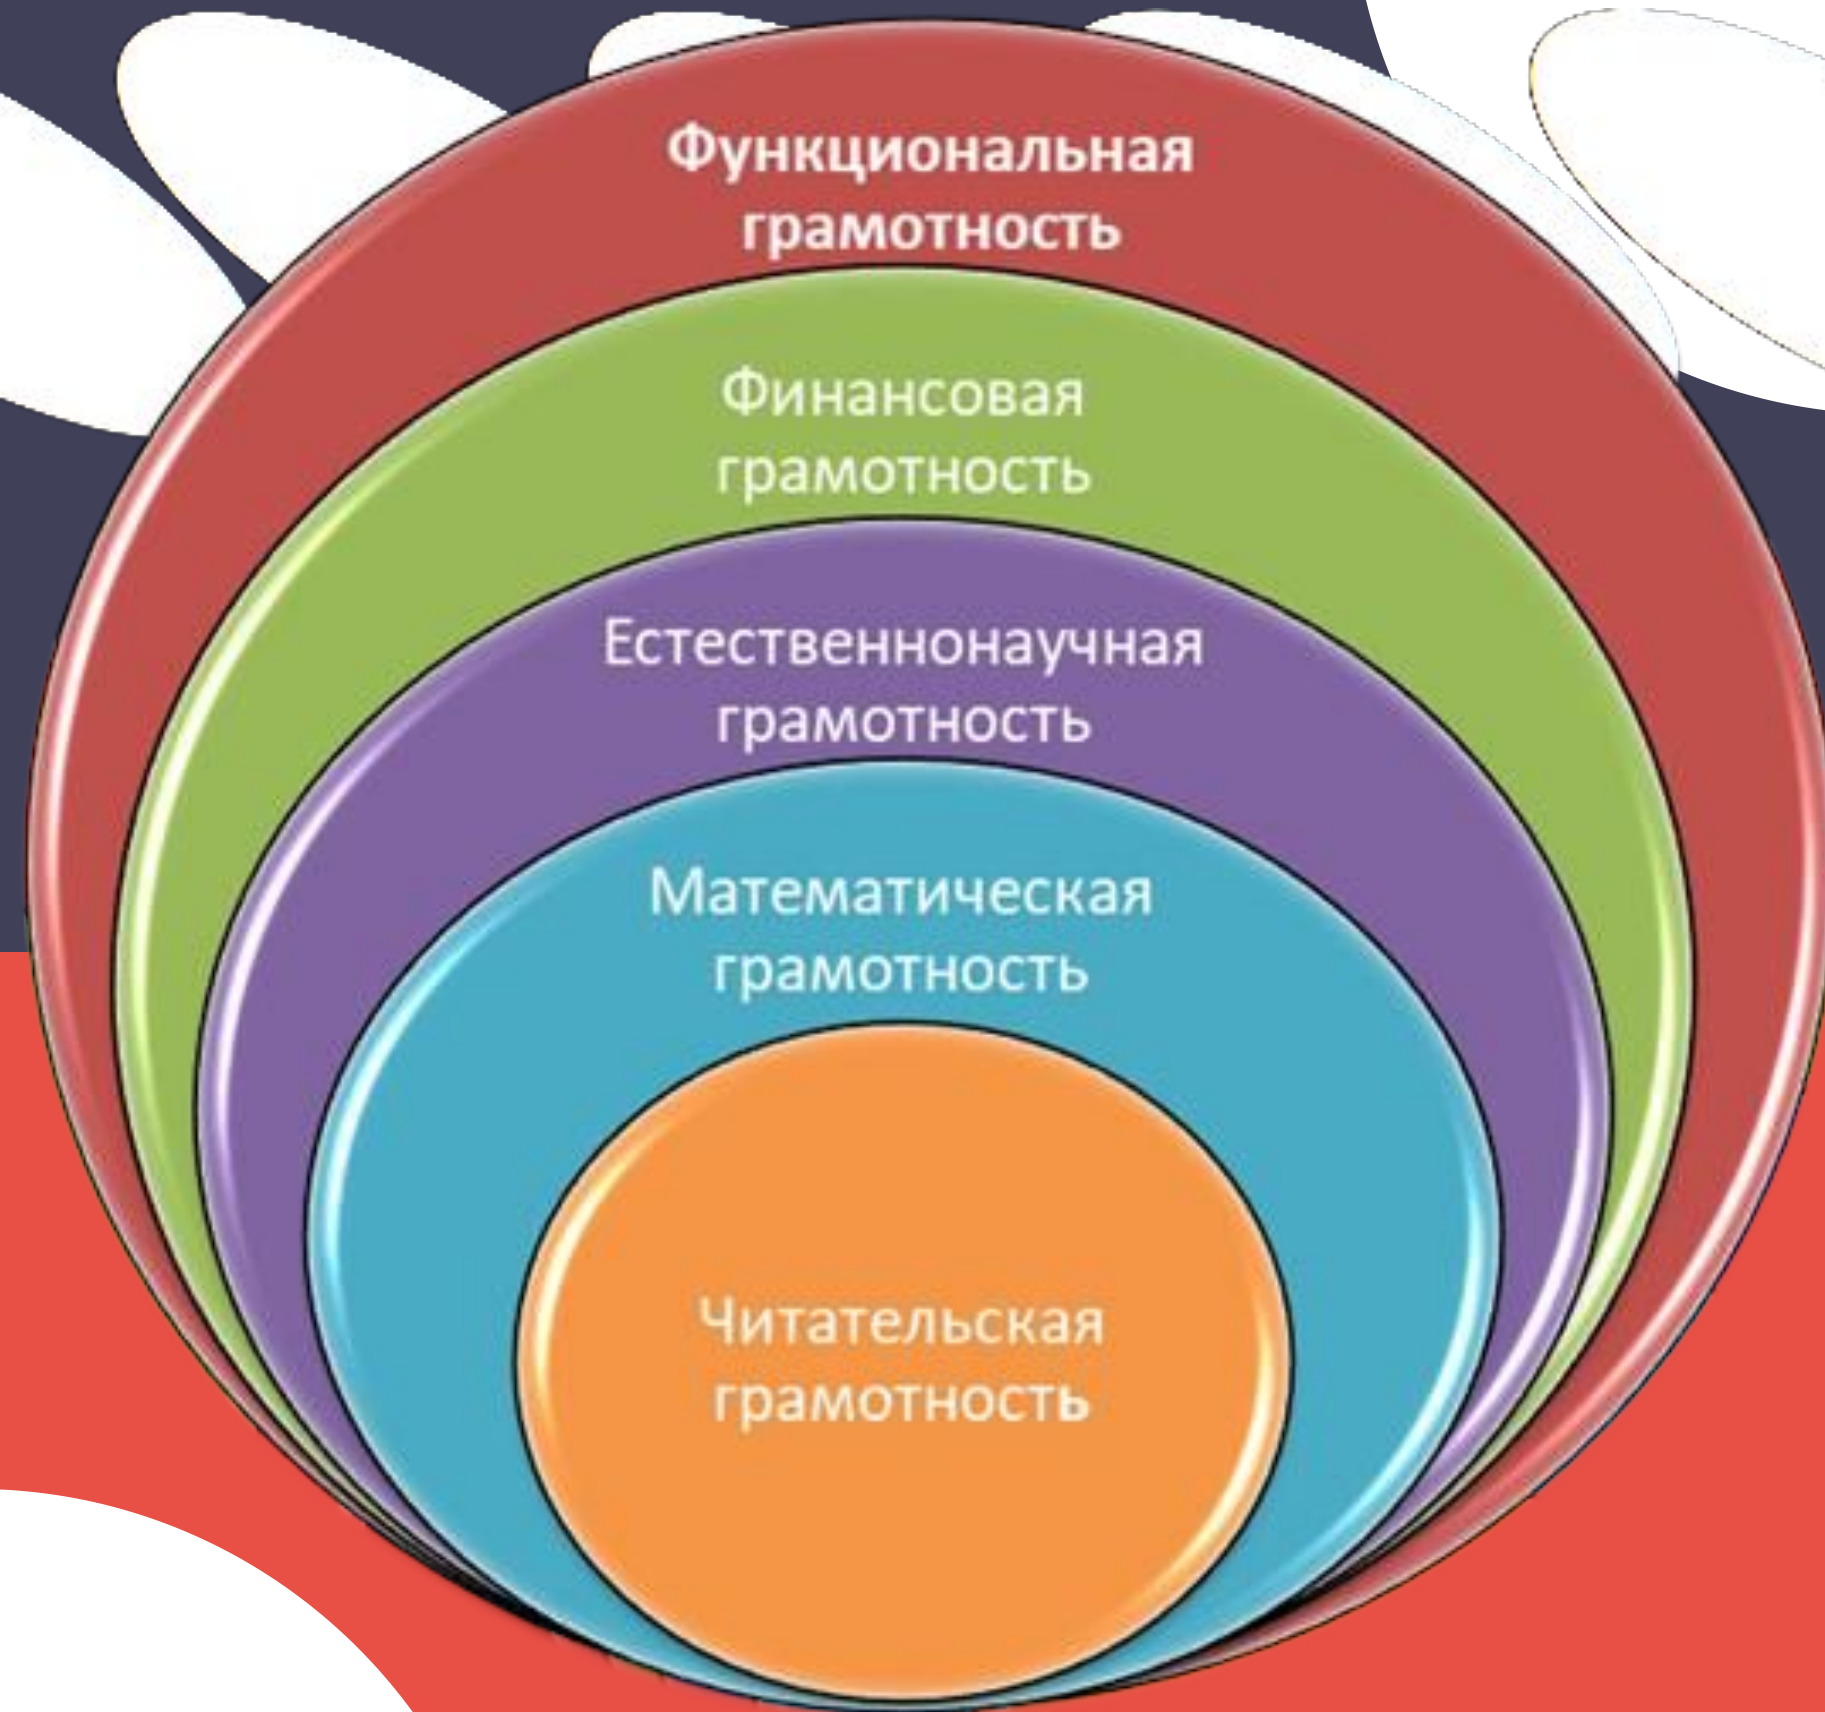 Функциональная
грамотность
Финансовая
грамотность
Естественнонаучная
грамотность
Математическая
грамотность
Читательская
грамотность